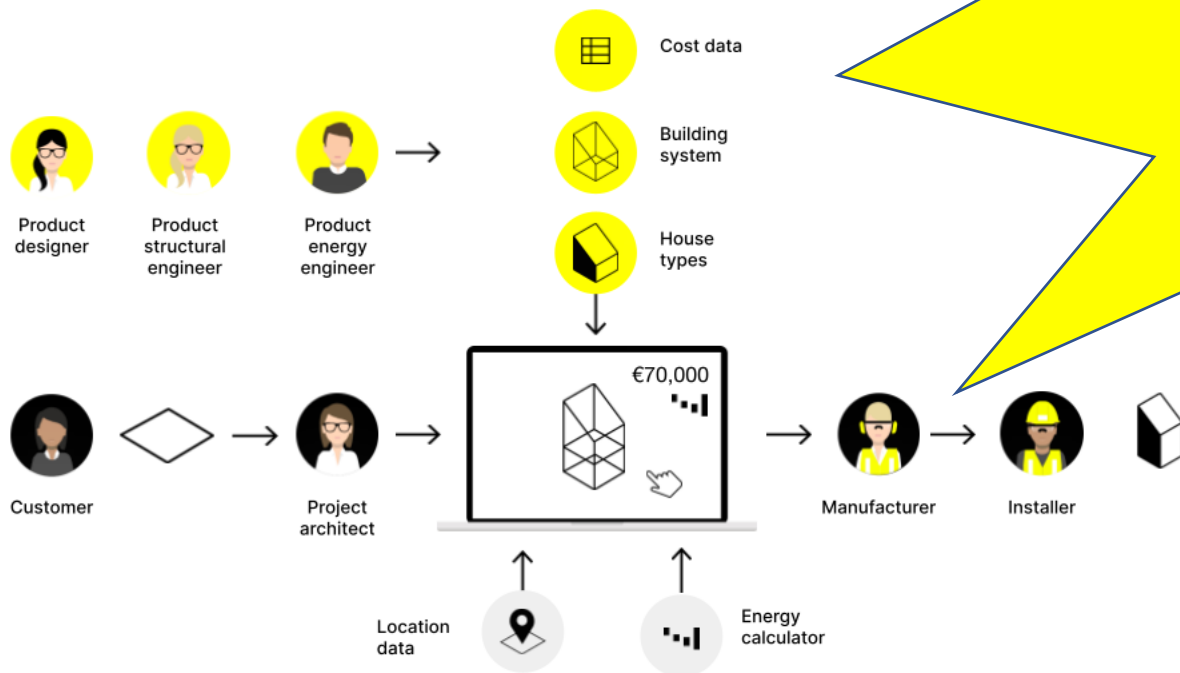 Cost data
Building
system
House
types
Product
designer
Product
structural
engineer
Product
energy
engineer
€70,000
Customer
Project
architect
Manufacturer
Installer
Location
data
Energy
calculator